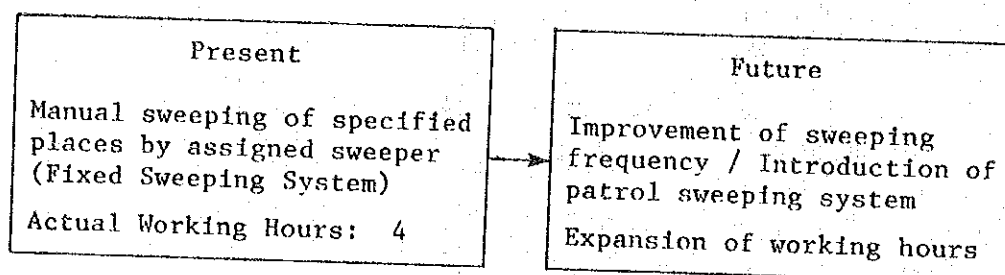 Present
Manual sweeping of specified
places by assigned sweeper
(Fixed Sweeping System)
Actual Working Hours: 4
Future
Improvement of sweeping
frequency / Introduction of
patrol sweeping system
Expansion of working hours